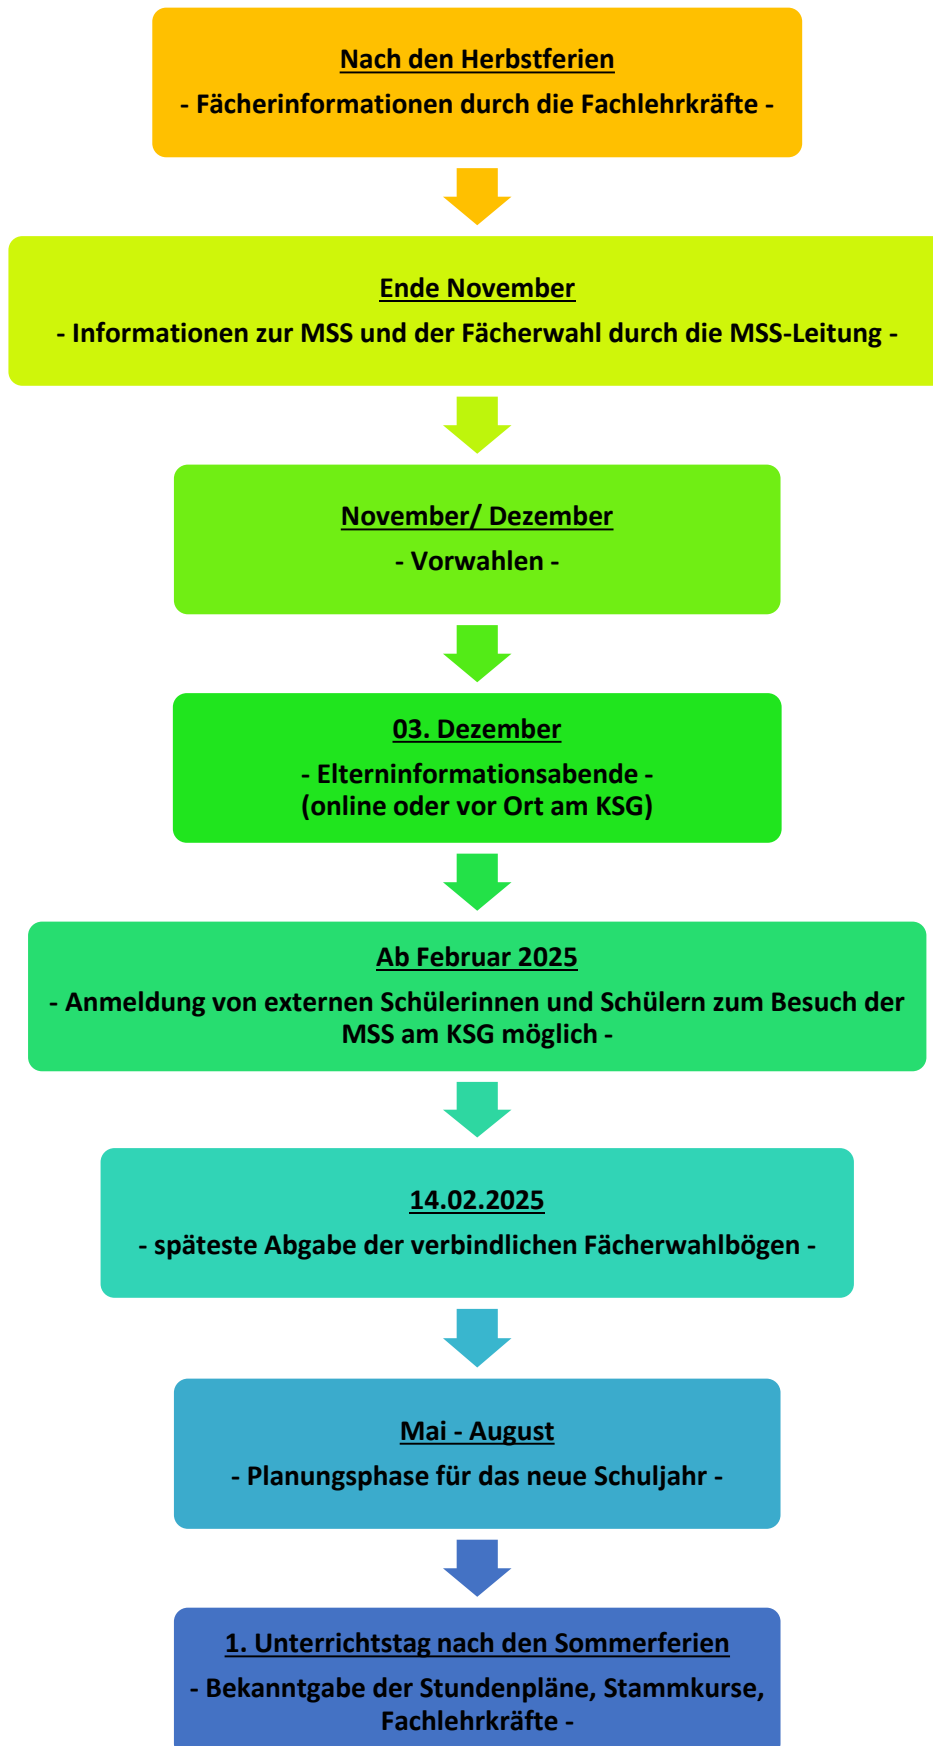 Nach den Herbstferien
- Fächerinformationen durch die Fachlehrkräfte -
Ende November
- Informationen zur MSS und der Fächerwahl durch die MSS-Leitung -
November/ Dezember
- Vorwahlen -
03. Dezember
- Elterninformationsabende -
(online oder vor Ort am KSG)
Ab Februar 2025
- Anmeldung von externen Schülerinnen und Schülern zum Besuch der
MSS am KSG möglich -
14.02.2025
- späteste Abgabe der verbindlichen Fächerwahlbögen -
Mai - August
- Planungsphase für das neue Schuljahr -
1. Unterrichtstag nach den Sommerferien
- Bekanntgabe der Stundenpläne, Stammkurse,
Fachlehrkräfte -